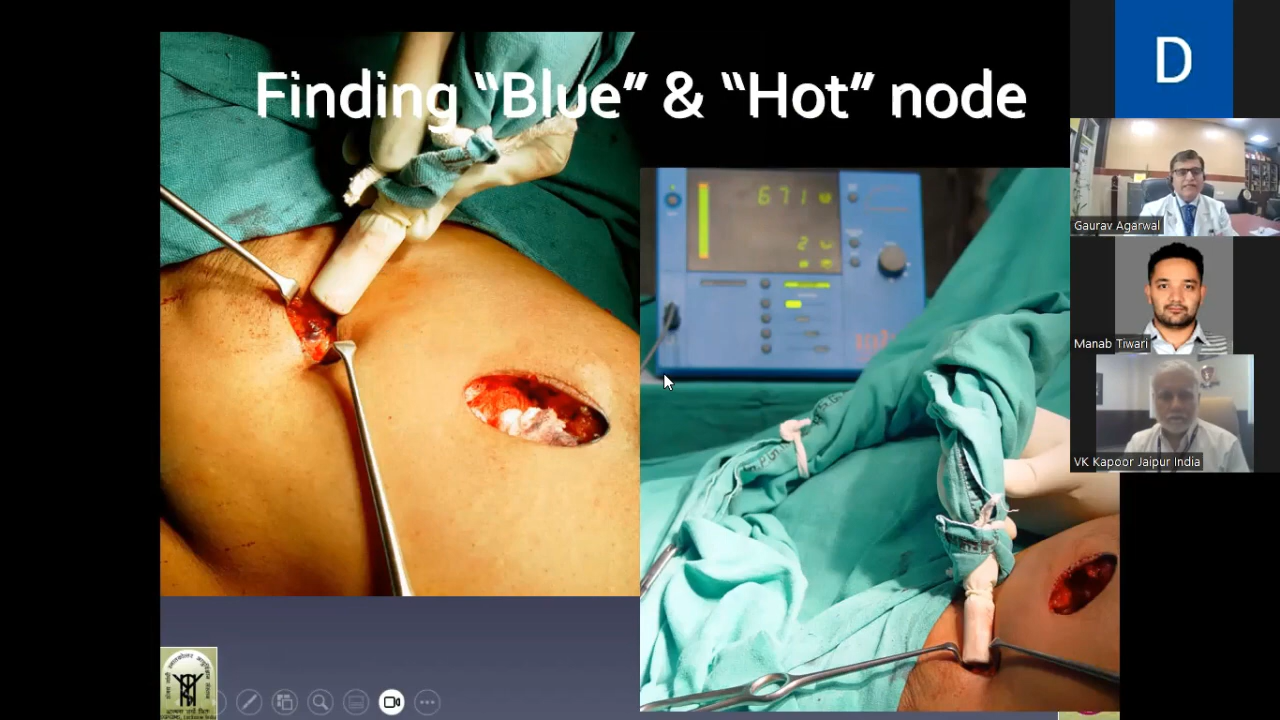 Finding “Blue” & “Hot” node
671
2
D
Gaurav Agarwal
Manab Tiwari
VK Kapoor Jaipur India